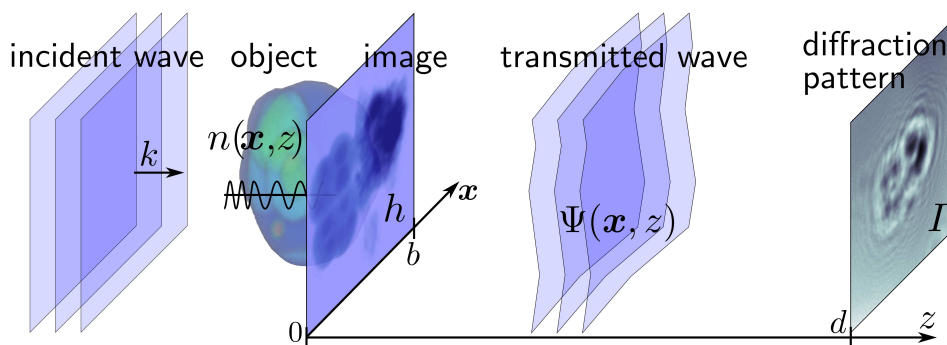 incident wave
object
image
transmitted wave
diffraction
pattern
n(x,z)
k
h
x
b
Ψ(x, z)
I
0
d
z